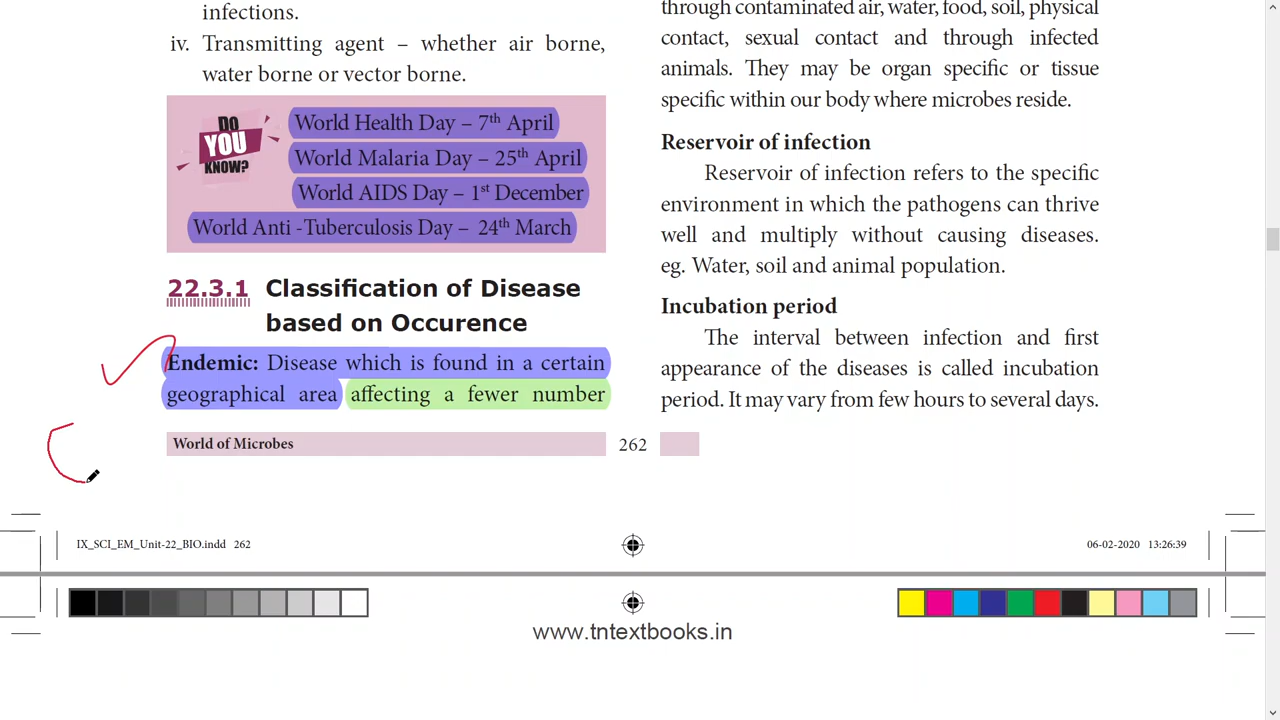 infections.
iv. Transmitting agent – whether air borne,
water borne or vector borne.
DO
YOU
KNOW?
World Health Day – 7th April
World Malaria Day – 25th April
World AIDS Day – 1st December
World Anti -Tuberculosis Day – 24th March
22.3.1 Classification of Disease
based on Occurence
Endemic: Disease which is found in a certain
geographical area affecting a fewer number
through contaminated air, water, food, soil, physical
contact, sexual contact and through infected
animals. They may be organ specific or tissue
specific within our body where microbes reside.
Reservoir of infection
Reservoir of infection refers to the specific
environment in which the pathogens can thrive
well and multiply without causing diseases.
eg. Water, soil and animal population.
Incubation period
The interval between infection and first
appearance of the diseases is called incubation
period. It may vary from few hours to several days.
World of Microbes
262
IX_SCI_EM_Unit-22_BIO.indd 262
06-02-2020 13:26:39
www.tntextbooks.in